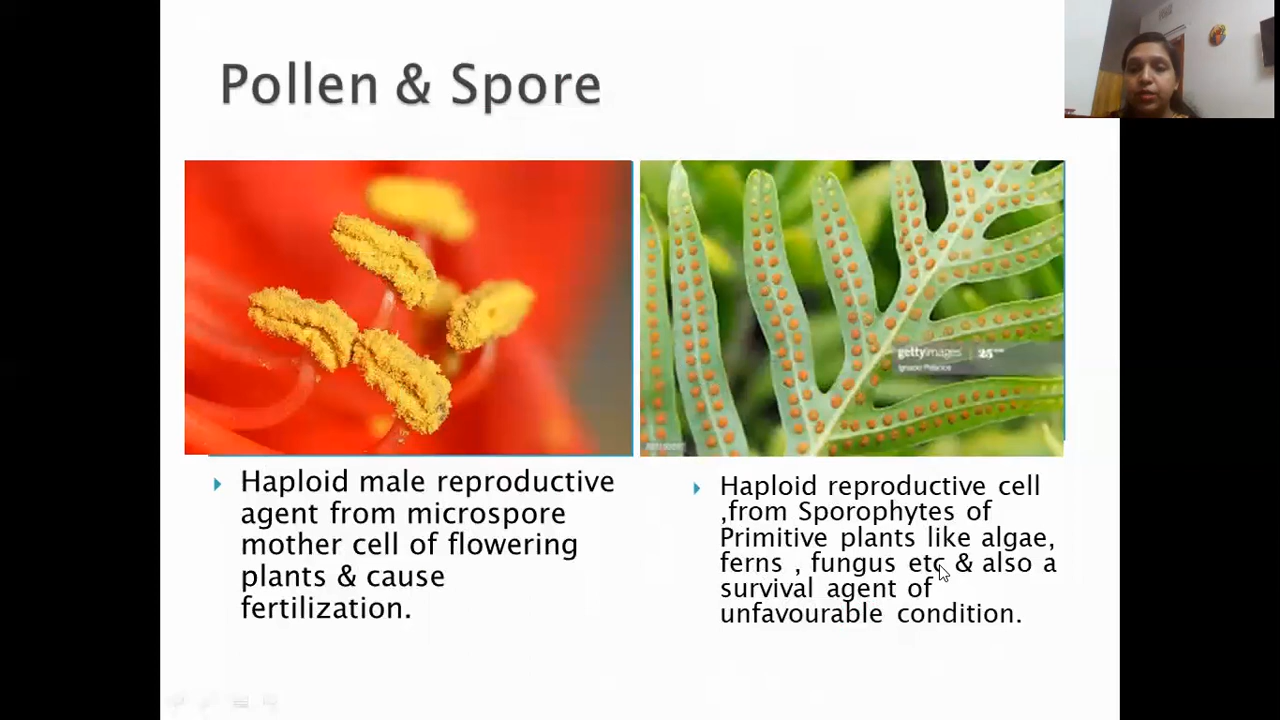 Pollen & Spore
gettyimages
Haploid male reproductive
agent from microspore
mother cell of flowering
plants & cause
fertilization.
Haploid reproductive cell
,from Sporophytes of
Primitive plants like algae,
ferns , fungus etc & also a
survival agent of
unfavourable condition.